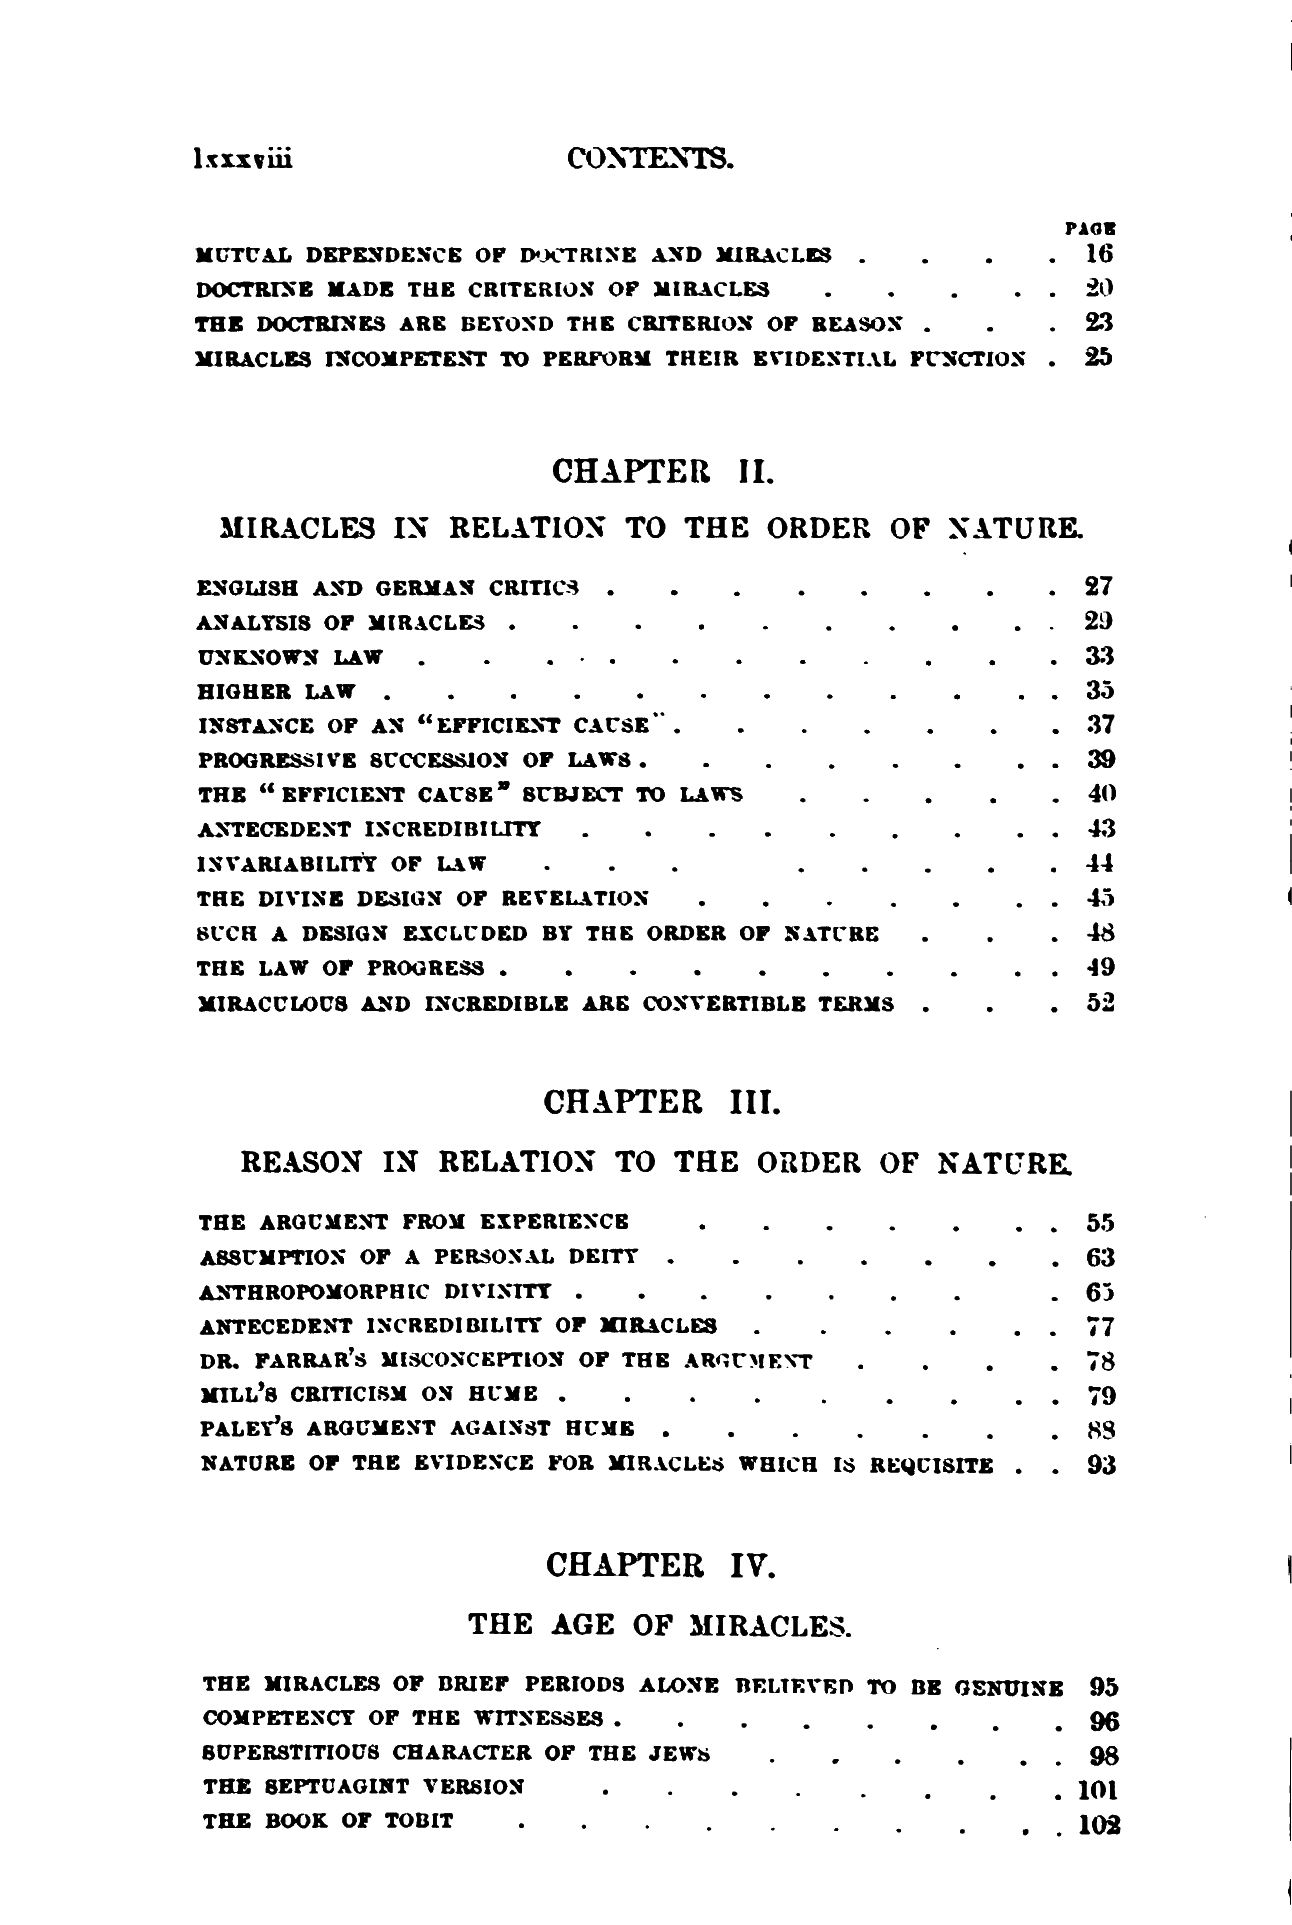 lxxxviii CONTENTS.
PAGE
MUTUAL DEPENDENCE OF DOCTRINE AND MIRACLES . . . . 16
DOCTRINE MADE THE CRITERION OF MIRACLES . . . . . 20
THE DOCTRINES ARE BEYOND THE CRITERION OF REASON . . . 23
MIRACLES INCOMPETENT TO PERFORM THEIR EVIDENTIAL FUNCTION . 25
CHAPTER II.
MIRACLES IN RELATION TO THE ORDER OF NATURE.
ENGLISH AND GERMAN CRITICS . . . . . . . . 27
ANALYSIS OF MIRACLES . . . . . . . . . . 29
UNKNOWN LAW . . . . . . . . . . . 33
HIGHER LAW . . . . . . . . . . . . 35
INSTANCE OF AN "EFFICIENT CAUSE" . . . . . . . 37
PROGRESSIVE SUCCESSION OF LAWS . . . . . . . . 39
THE "EFFICIENT CAUSE" SUBJECT TO LAWS . . . . . 40
ANTECEDENT INCREDIBILITY . . . . . . . . . 43
INVARIABILITY OF LAW . . . . . . . . 44
THE DIVINE DESIGN OF REVELATION . . . . . . . 45
SUCH A DESIGN EXCLUDED BY THE ORDER OF NATURE . . . 48
THE LAW OF PROGRESS . . . . . . . . . . 49
MIRACULOUS AND INCREDIBLE ARE CONVERTIBLE TERMS . . . 52
CHAPTER III.
REASON IN RELATION TO THE ORDER OF NATURE.
THE ARGUMENT FROM EXPERIENCE . . . . . . . 55
ASSUMPTION OF A PERSONAL DEITY . . . . . . . 63
ANTHROPOMORPHIC DIVINITY . . . . . . . . 65
ANTECEDENT INCREDIBILITY OF MIRACLES . . . . . . 77
DR. FARRAR'S MISCONCEPTION OF THE ARGUMENT . . . . 78
MILL'S CRITICISM ON HUME . . . . . . . . . 79
PALEY'S ARGUMENT AGAINST HUME . . . . . . . 88
NATURE OF THE EVIDENCE FOR MIRACLES WHICH IS REQUISITE . . 93
CHAPTER IV.
THE AGE OF MIRACLES.
THE MIRACLES OF BRIEF PERIODS ALONE BELIEVED TO BE GENUINE 95
COMPETENCY OF THE WITNESSES . . . . . . . . 96
SUPERSTITIOUS CHARACTER OF THE JEWS . . . . . . 98
THE SEPTUAGINT VERSION . . . . . . . . 101
THE BOOK OF TOBIT . . . . . . . . . . 102